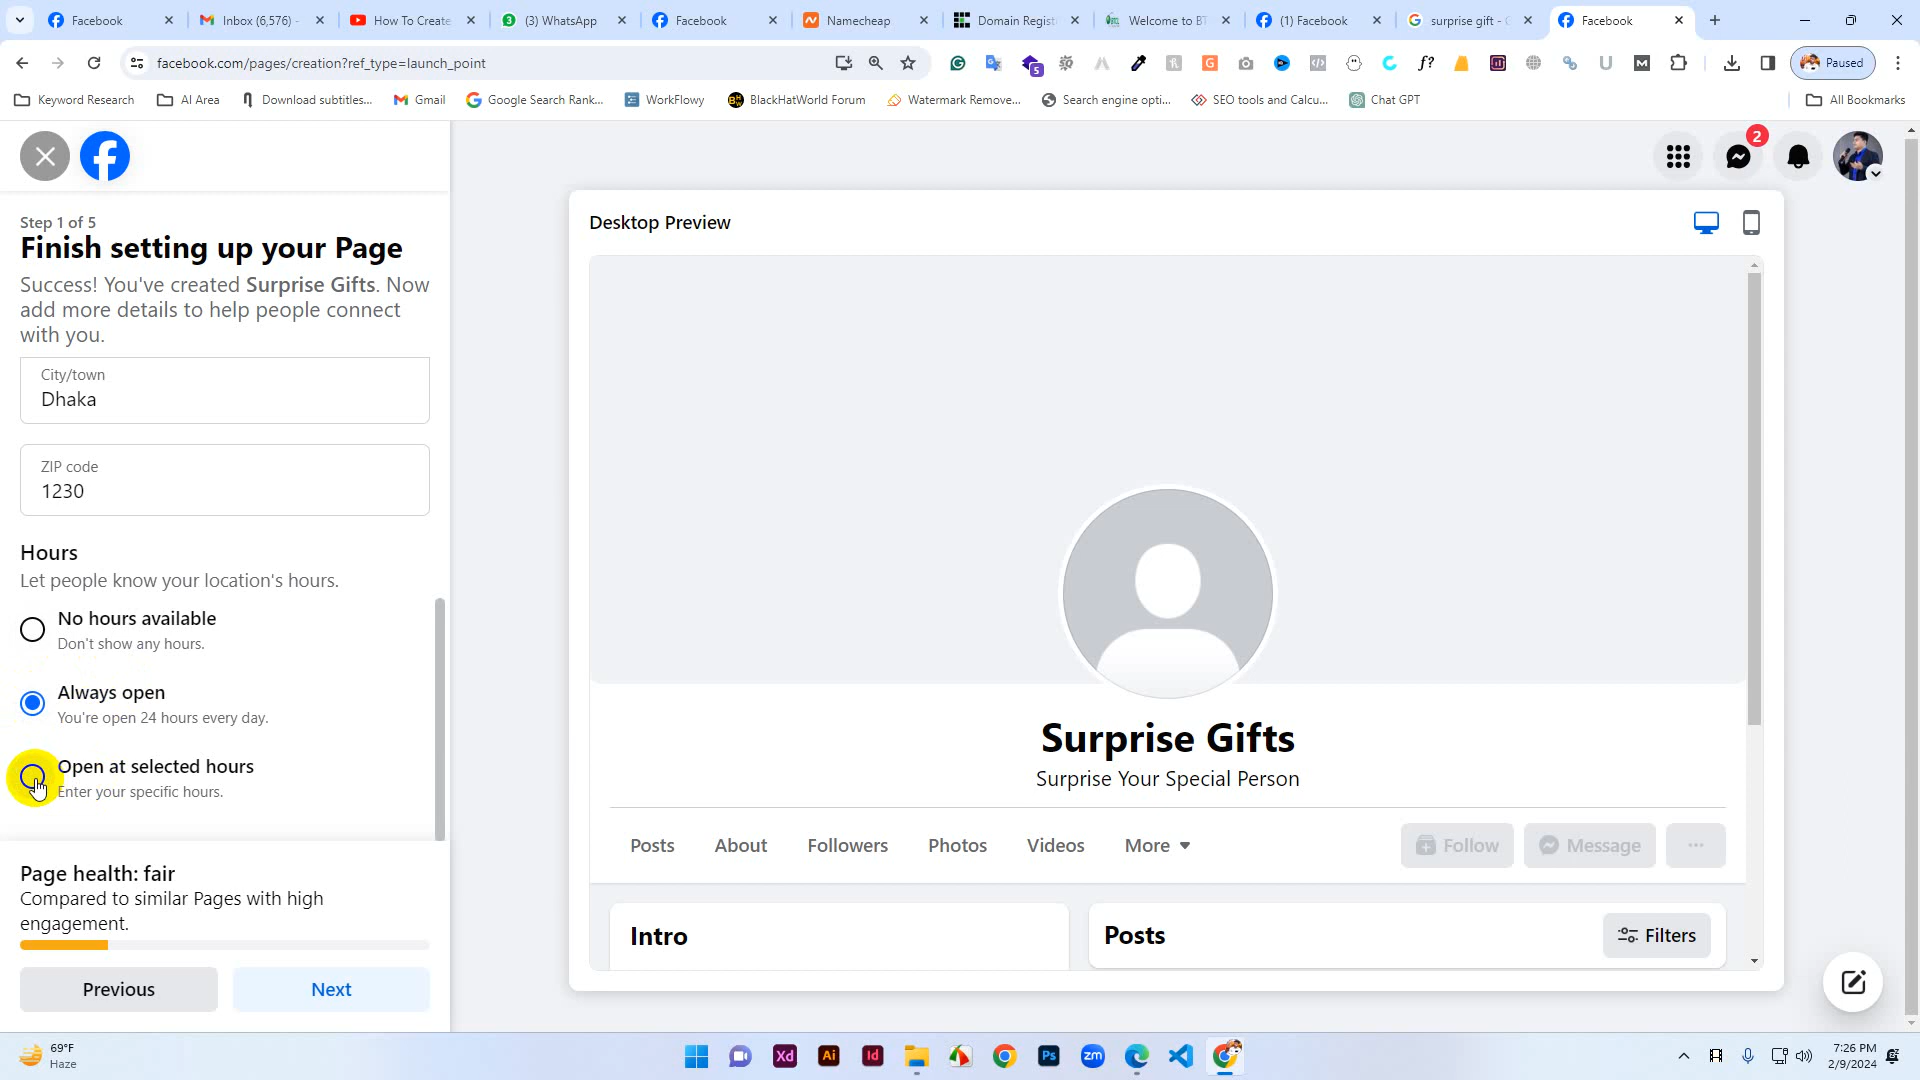 Facebook
Inbox (6,576) -
How To Create
(3) WhatsApp
Facebook
Namecheap
Domain Regist
Welcome to BT
(1) Facebook
surprise gift - G
Facebook
facebook.com/pages/creation?ref_type=launch_point
5
Paused
Keyword Research
AI Area
Download subtitles...
Gmail
Google Search Rank...
WorkFlowy
BlackHatWorld Forum
Watermark Remove...
Search engine opti...
SEO tools and Calcu...
Chat GPT
All Bookmarks
2
Step 1 of 5
Finish setting up your Page
Success! You've created Surprise Gifts. Now
add more details to help people connect
with you.
City/town
Dhaka
ZIP code
1230
Hours
Let people know your location's hours.
No hours available
Don't show any hours.
Always open
You're open 24 hours every day.
Open at selected hours
Enter your specific hours.
Page health: fair
Compared to similar Pages with high
engagement.
Previous
Next
Desktop Preview
Surprise Gifts
Surprise Your Special Person
Posts
About
Followers
Photos
Videos
More
Follow
Message
Intro
Posts
Filters
69°F
Haze
Xd
Ai
Id
Ps
zm
7:26 PM
2/9/2024